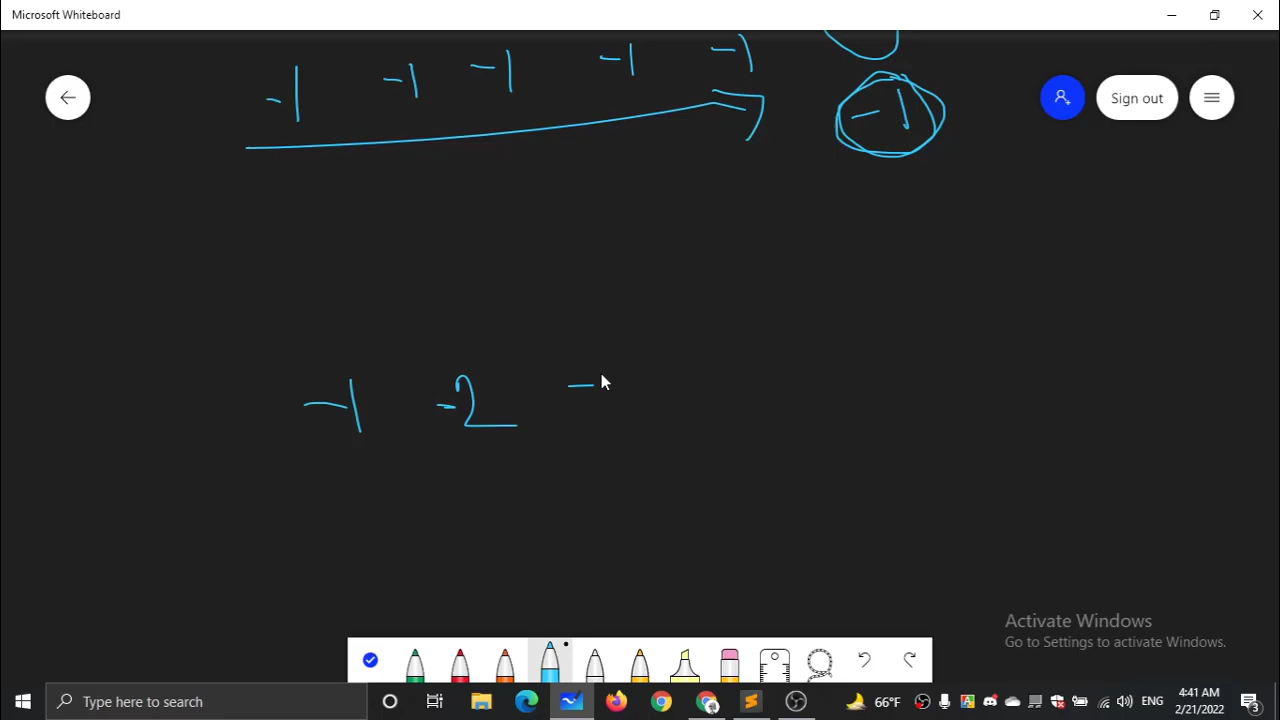 Microsoft Whiteboard
-1 -1 -1 -1 -1
-1
Sign out
-1 -2 -
Activate Windows
Go to Settings to activate Windows.
Type here to search
66°F
ENG
4:41 AM
2/21/2022
3